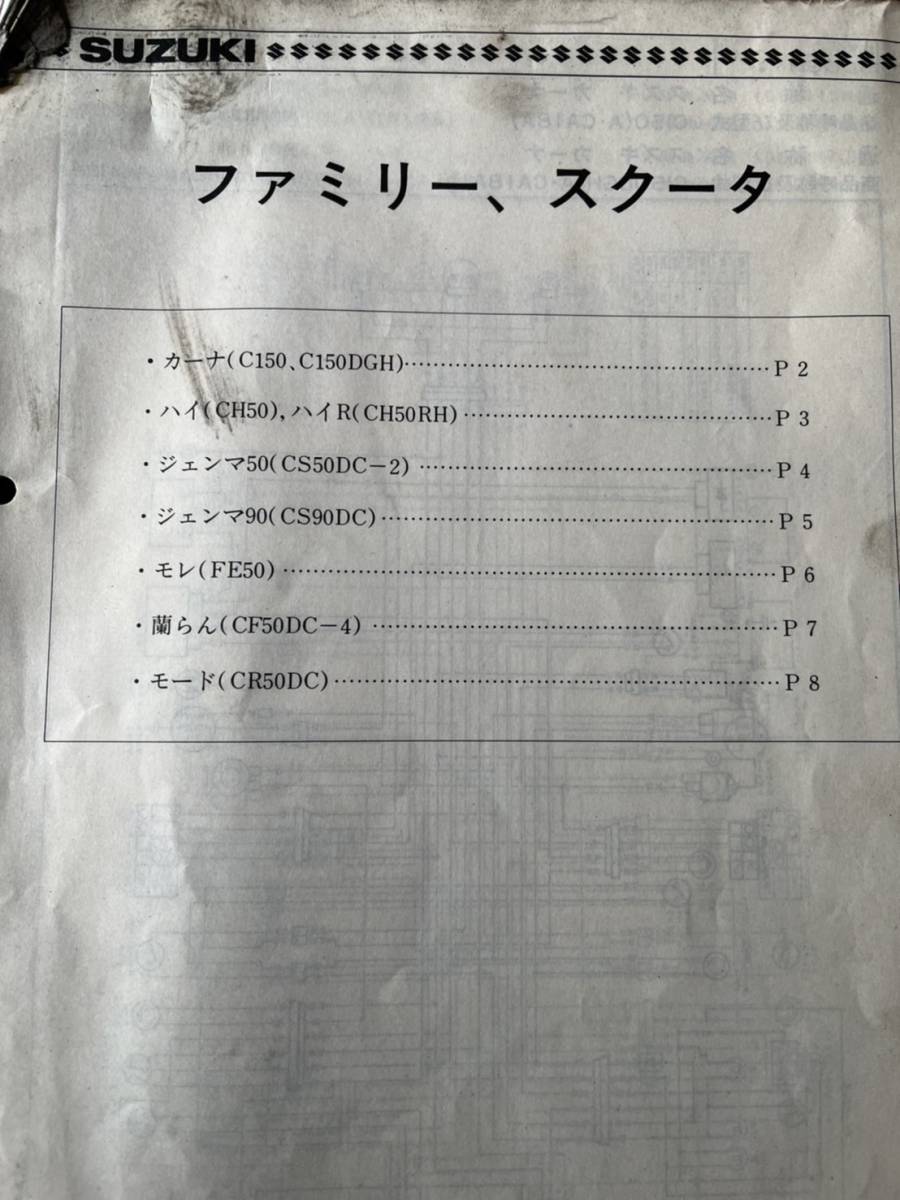 SUZUKI
ファミリー、スクータ
・カーナ(C150、C150DGH)……………………………P 2
・ハイ(CH50),ハイR(CH50RH)……………………………P 3
・ジェンマ50(CS50DC−2)……………………………P 4
・ジェンマ90(CS90DC)……………………………P 5
・モレ(FE50)……………………………P 6
・蘭らん(CF50DC−4)……………………………P 7
・モード(CR50DC)……………………………P 8